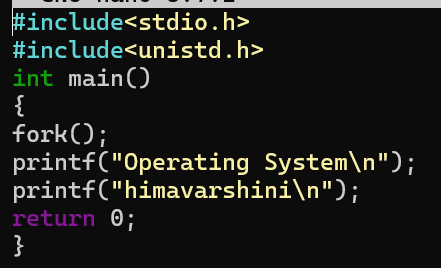 #include<stdio.h>
#include<unistd.h>
int main()
{
fork();
printf("Operating System\n");
printf("himavarshini\n");
return 0;
}